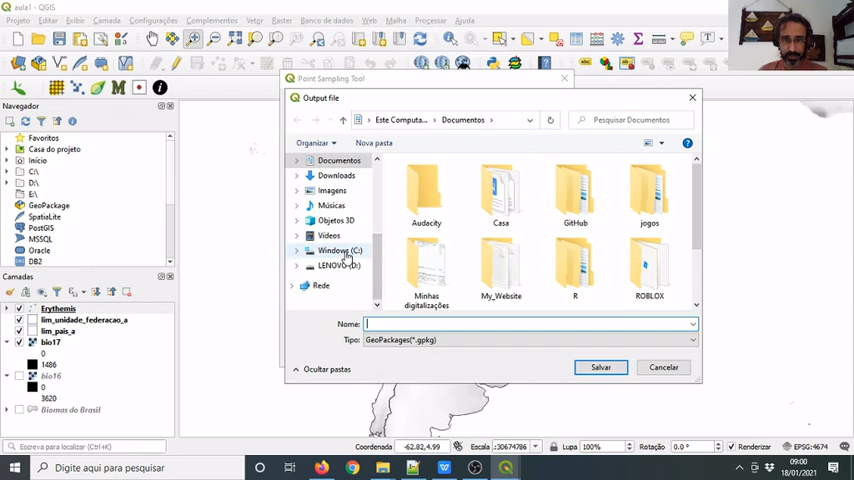 aula1 - QGIS
Projeto Editar Exibir Camada Configurações Complementos Vetor Raster Banco de dados Web Malha Processar Ajuda
Navegador
Favoritos
Casa do projeto
Início
C:\
D:\
E:\
GeoPackage
SpatiaLite
PostGIS
MSSQL
Oracle
DB2
Camadas
Erythemis
lim_unidade_federacao_a
lim_pais_a
bio17
0
1486
bio16
0
3620
Biomas do Brasil
Point Sampling Tool
Output file
Este Computa... Documentos
Pesquisar Documentos
Organizar Nova pasta
Documentos
Downloads
Imagens
Músicas
Objetos 3D
Vídeos
Windows (C:)
LENOVO (D:)
Rede
Audacity
Casa
GitHub
jogos
Minhas digitalizações
My_Website
R
ROBLOX
Nome:
Tipo: GeoPackages(*.gpkg)
Ocultar pastas
Salvar
Cancelar
Escreva para localizar (Ctrl+K)
Coordenada -62.82,4.99 Escala :30674786 Lupa 100% Rotação 0.0 ° Renderizar EPSG:4674
Digite aqui para pesquisar
09:00
18/01/2021